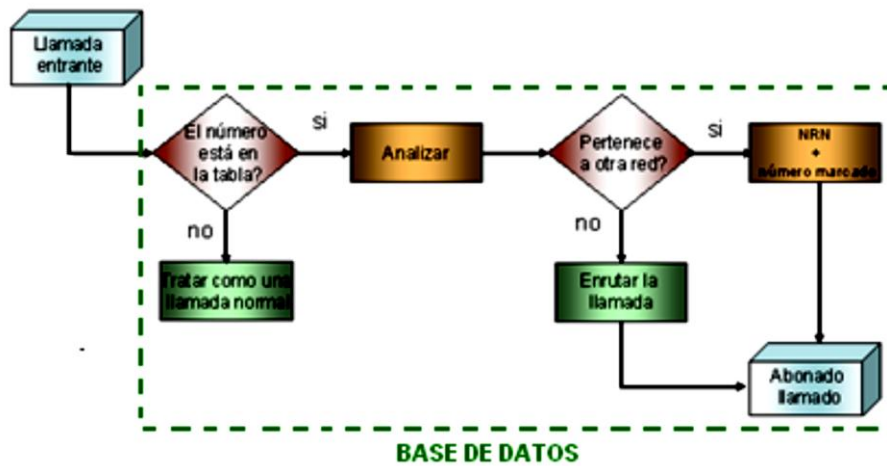 Llamada
entrante
El número
está en
la tabla?
si
Analizar
Pertenece
a otra red?
si
NRN
+
número marcado
no
Tratar como una
llamada normal
no
Enrutar la
llamada
Abonado
llamado
BASE DE DATOS